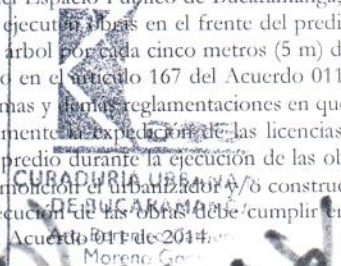 del Espacio Público de Bucaramanga,
ejecuten obras en el frente del predi
árbol por cada cinco metros (5 m) d
o en el artículo 167 del Acuerdo 011
mas y demás reglamentaciones en que
mente la expedición de las licencias
predio durante la ejecución de las ob
CURADURIA URBANA
molición el urbanizador y/o construc
DE BUCARAMANGA
ecución de las obras debe cumplir en
Acuerdo 011 de 2014.
Moreno